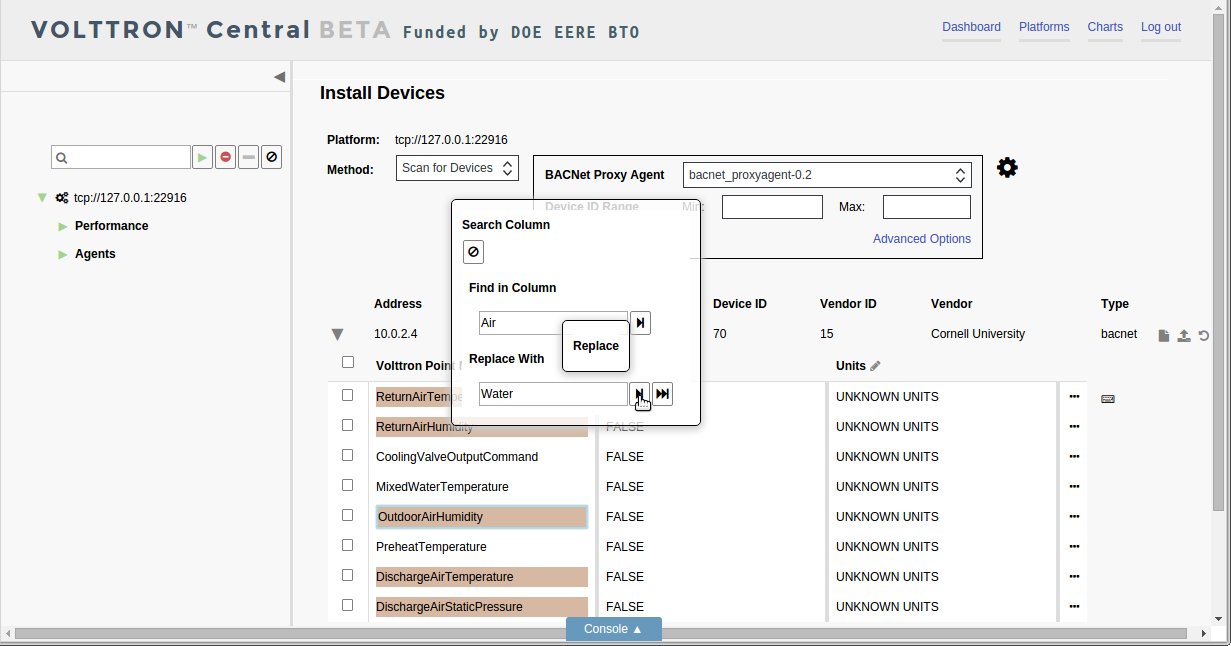 VOLTTRON™ Central BETA Funded by DOE EERE BTO
Dashboard Platforms Charts Log out
Install Devices
Platform: tcp://127.0.0.1:22916
Method: Scan for Devices
BACNet Proxy Agent bacnet_proxyagent-0.2
Device ID Range Min: Max:
Advanced Options
tcp://127.0.0.1:22916
Performance
Agents
Search Column
Find in Column
Air
Replace
Replace With
Water
Address Device ID Vendor ID Vendor Type
10.0.2.4 70 15 Cornell University bacnet
Volttron Point Units
ReturnAirTempe UNKNOWN UNITS
ReturnAirHumidity FALSE UNKNOWN UNITS
CoolingValveOutputCommand FALSE UNKNOWN UNITS
MixedWaterTemperature FALSE UNKNOWN UNITS
OutdoorAirHumidity FALSE UNKNOWN UNITS
PreheatTemperature FALSE UNKNOWN UNITS
DischargeAirTemperature FALSE UNKNOWN UNITS
DischargeAirStaticPressure FALSE UNKNOWN UNITS
Console ▲